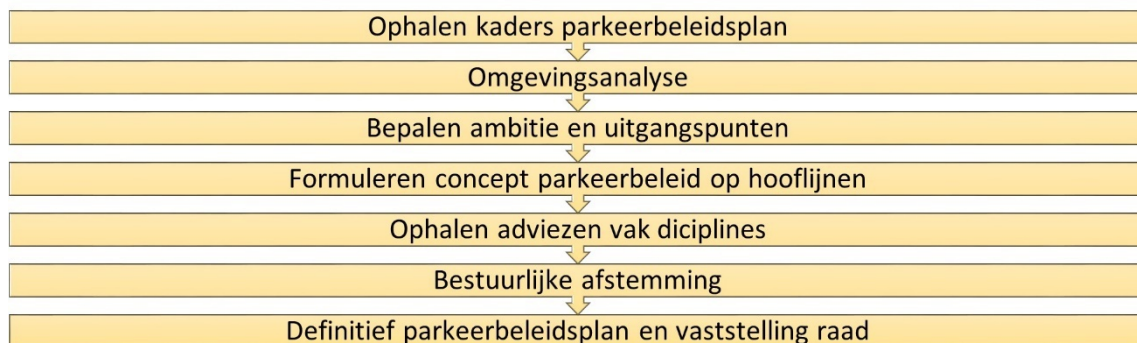 Ophalen kaders parkeerbeleidsplan
Omgevingsanalyse
Bepalen ambitie en uitgangspunten
Formuleren concept parkeerbeleid op hooflijnen
Ophalen adviezen vak diciplines
Bestuurlijke afstemming
Definitief parkeerbeleidsplan en vaststelling raad